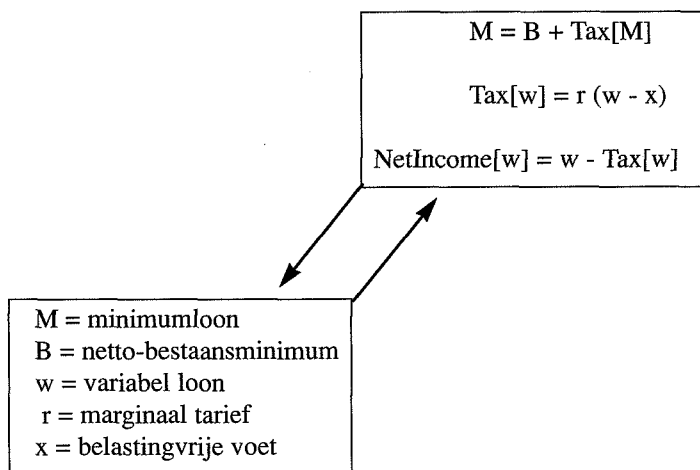 M = B + Tax[M]
Tax[w] = r (w - x)
NetIncome[w] = w - Tax[w]
M = minimumloon
B = netto-bestaansminimum
w = variabel loon
r = marginaal tarief
x = belastingvrije voet